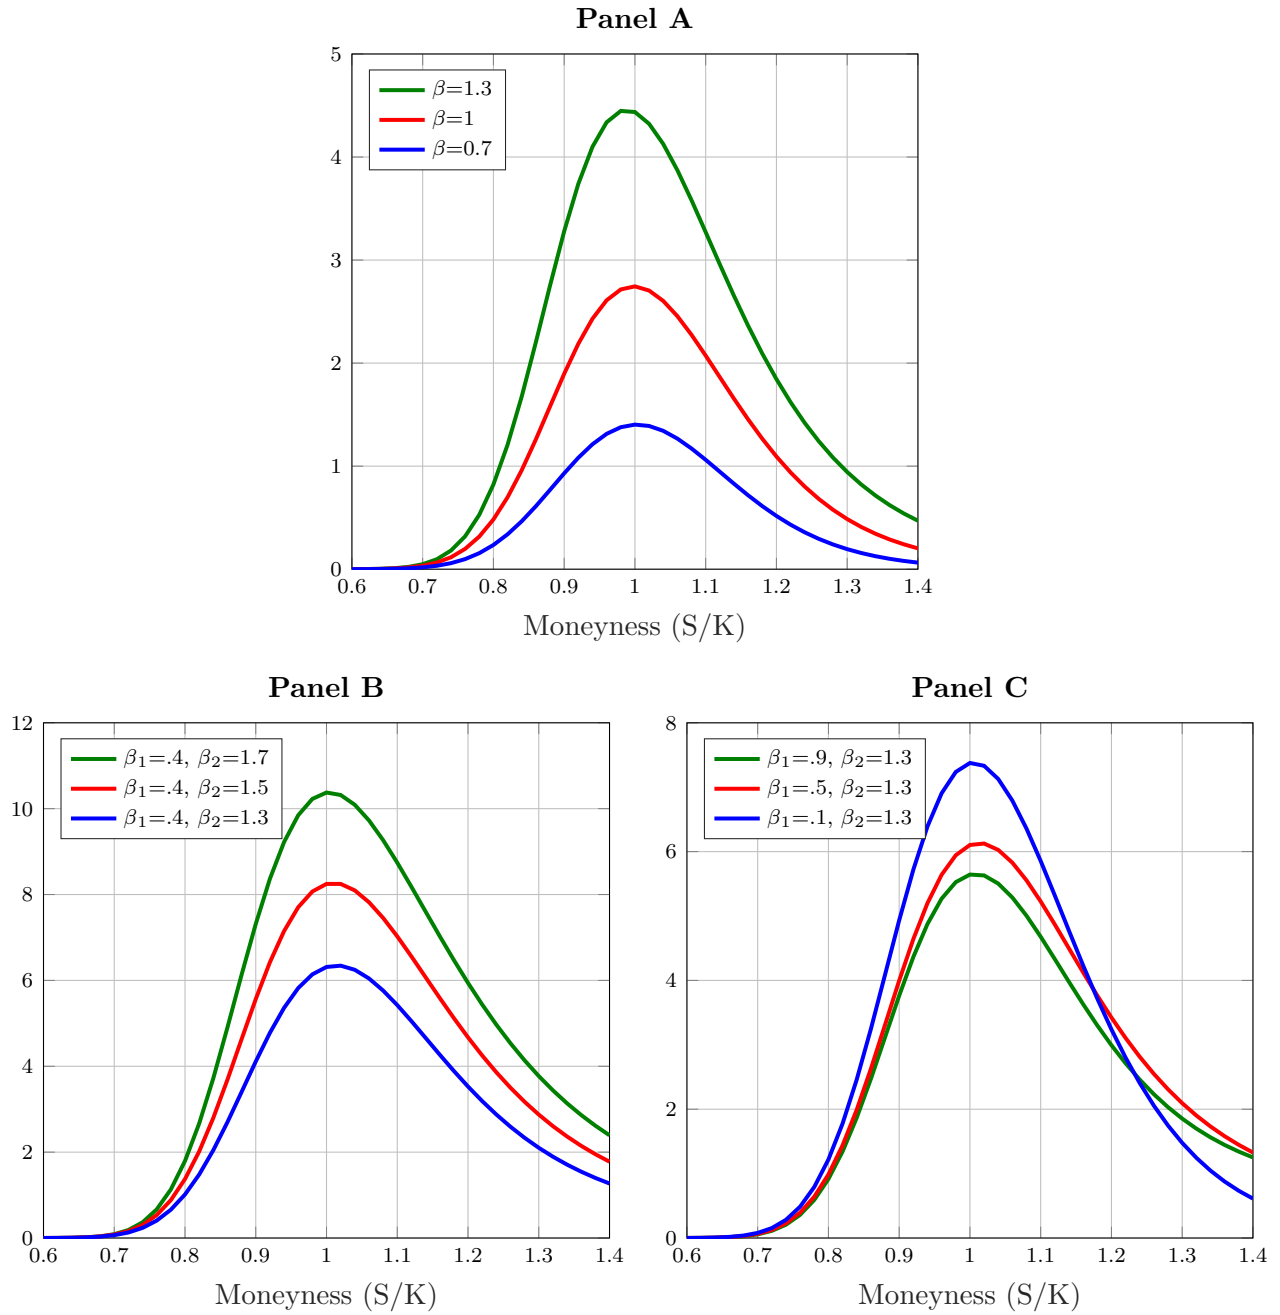 Panel A
5
4
3
2
1
0
β=1.3
β=1
β=0.7
0.6 0.7 0.8 0.9 1 1.1 1.2 1.3 1.4
Moneyness (S/K)
Panel B
12
10
8
6
4
2
0
β₁=.4, β₂=1.7
β₁=.4, β₂=1.5
β₁=.4, β₂=1.3
0.6 0.7 0.8 0.9 1 1.1 1.2 1.3 1.4
Moneyness (S/K)
Panel C
8
6
4
2
0
β₁=.9, β₂=1.3
β₁=.5, β₂=1.3
β₁=.1, β₂=1.3
0.6 0.7 0.8 0.9 1 1.1 1.2 1.3 1.4
Moneyness (S/K)